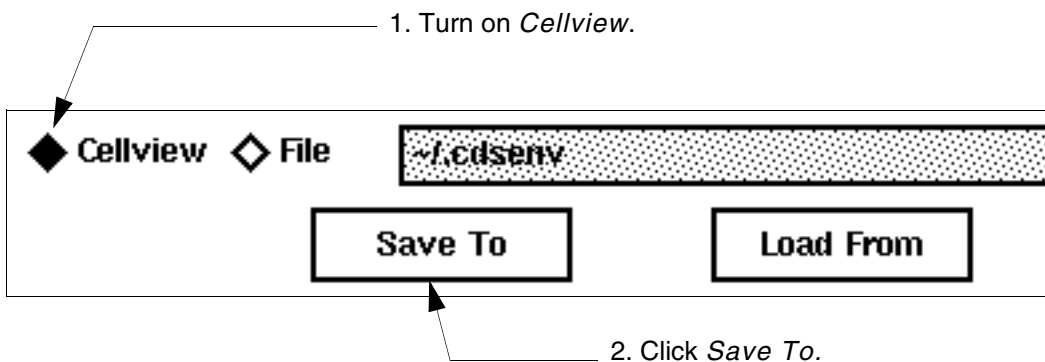 1. Turn on Cellview.
Cellview File ~/.cdsenv
Save To Load From
2. Click Save To.